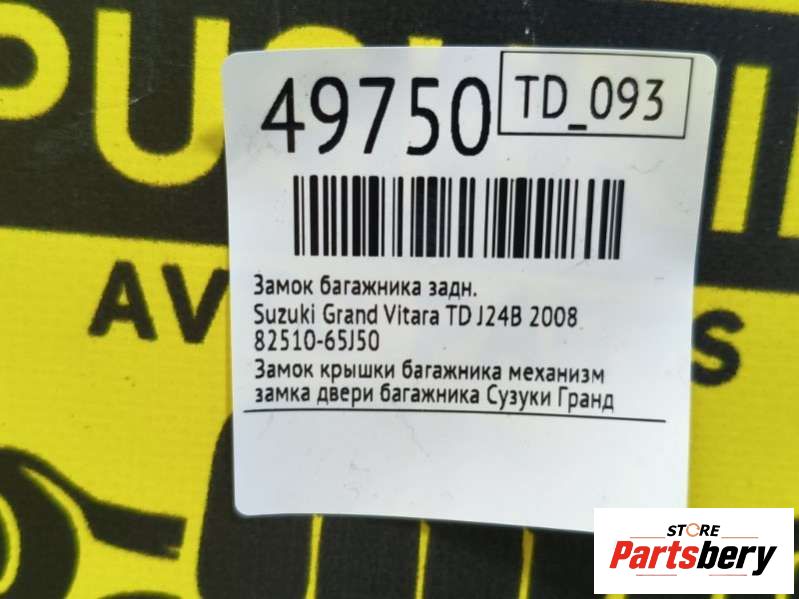 49750
TD_093
Замок багажника задн.
Suzuki Grand Vitara TD J24B 2008
82510-65J50
Замок крышки багажника механизм
замка двери багажника Сузуки Гранд
AV
S
STORE
Partsbery